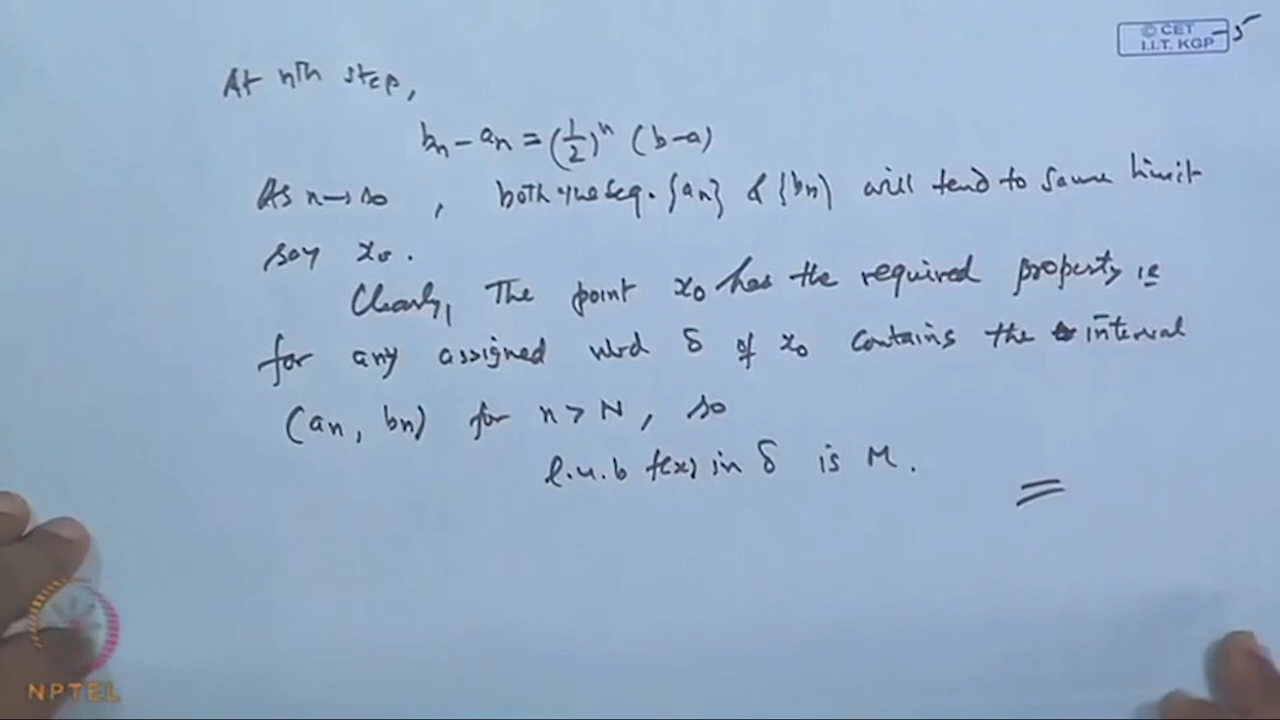 © CET
I.I.T. KGP -5
At nth step,
bn - an = (1/2)^n (b-a)
As n→∞, both the seq. {an} & {bn} will tend to same limit
say x0.
Clearly, The point x0 has the required property ie
for any assigned nbd δ of x0 contains the interval
(an, bn) for n > N, so
l.u.b f(x) in δ is M.
NPTEL